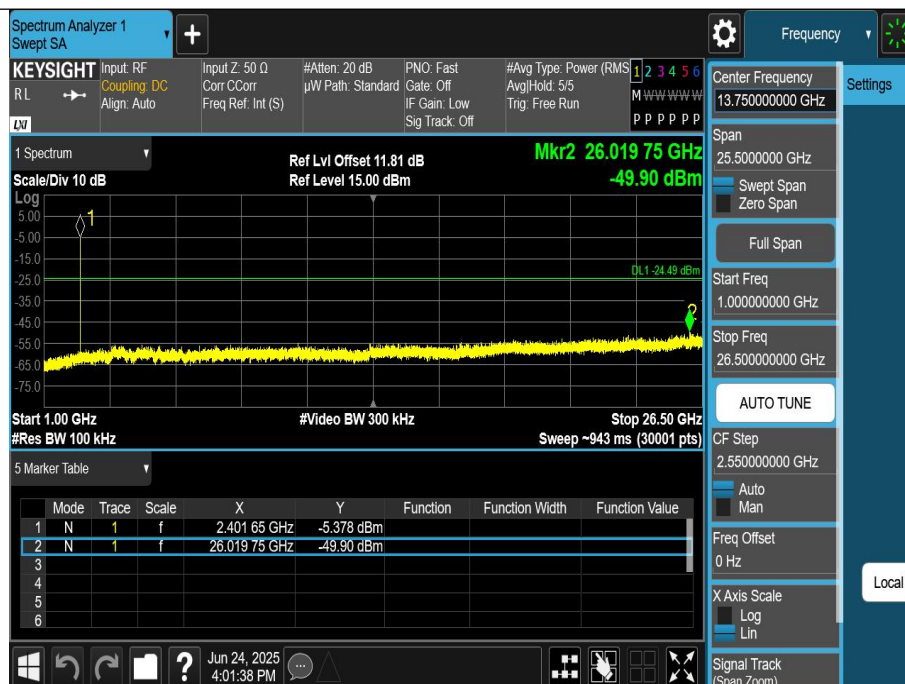 Spectrum Analyzer 1
Swept SA
Frequency
KEYSIGHT
RL
LXI
Input: RF
Coupling: DC
Align: Auto
Input Z: 50 Ω
Corr CCorr
Freq Ref: Int (S)
#Atten: 20 dB
µW Path: Standard
PNO: Fast
Gate: Off
IF Gain: Low
Sig Track: Off
#Avg Type: Power (RMS
Avg|Hold: 5/5
Trig: Free Run
1 2 3 4 5 6
M W W W W W
P P P P P P
Center Frequency
13.750000000 GHz
Settings
1 Spectrum
Scale/Div 10 dB
Ref Lvl Offset 11.81 dB
Ref Level 15.00 dBm
Mkr2 26.019 75 GHz
-49.90 dBm
Log
5.00
-5.00
-15.0
-25.0
-35.0
-45.0
-55.0
-65.0
-75.0
1
DL1 -24.49 dBm
2
Start 1.00 GHz
#Res BW 100 kHz
#Video BW 300 kHz
Stop 26.50 GHz
Sweep ~943 ms (30001 pts)
Span
25.5000000 GHz
Swept Span
Zero Span
Full Span
Start Freq
1.000000000 GHz
Stop Freq
26.500000000 GHz
AUTO TUNE
CF Step
2.550000000 GHz
Auto
Man
Freq Offset
0 Hz
X Axis Scale
Log
Lin
Signal Track
(Span Zoom)
Local
5 Marker Table
Mode Trace Scale X Y Function Function Width Function Value
1 N 1 f 2.401 65 GHz -5.378 dBm
2 N 1 f 26.019 75 GHz -49.90 dBm
3
4
5
6
?
Jun 24, 2025
4:01:38 PM